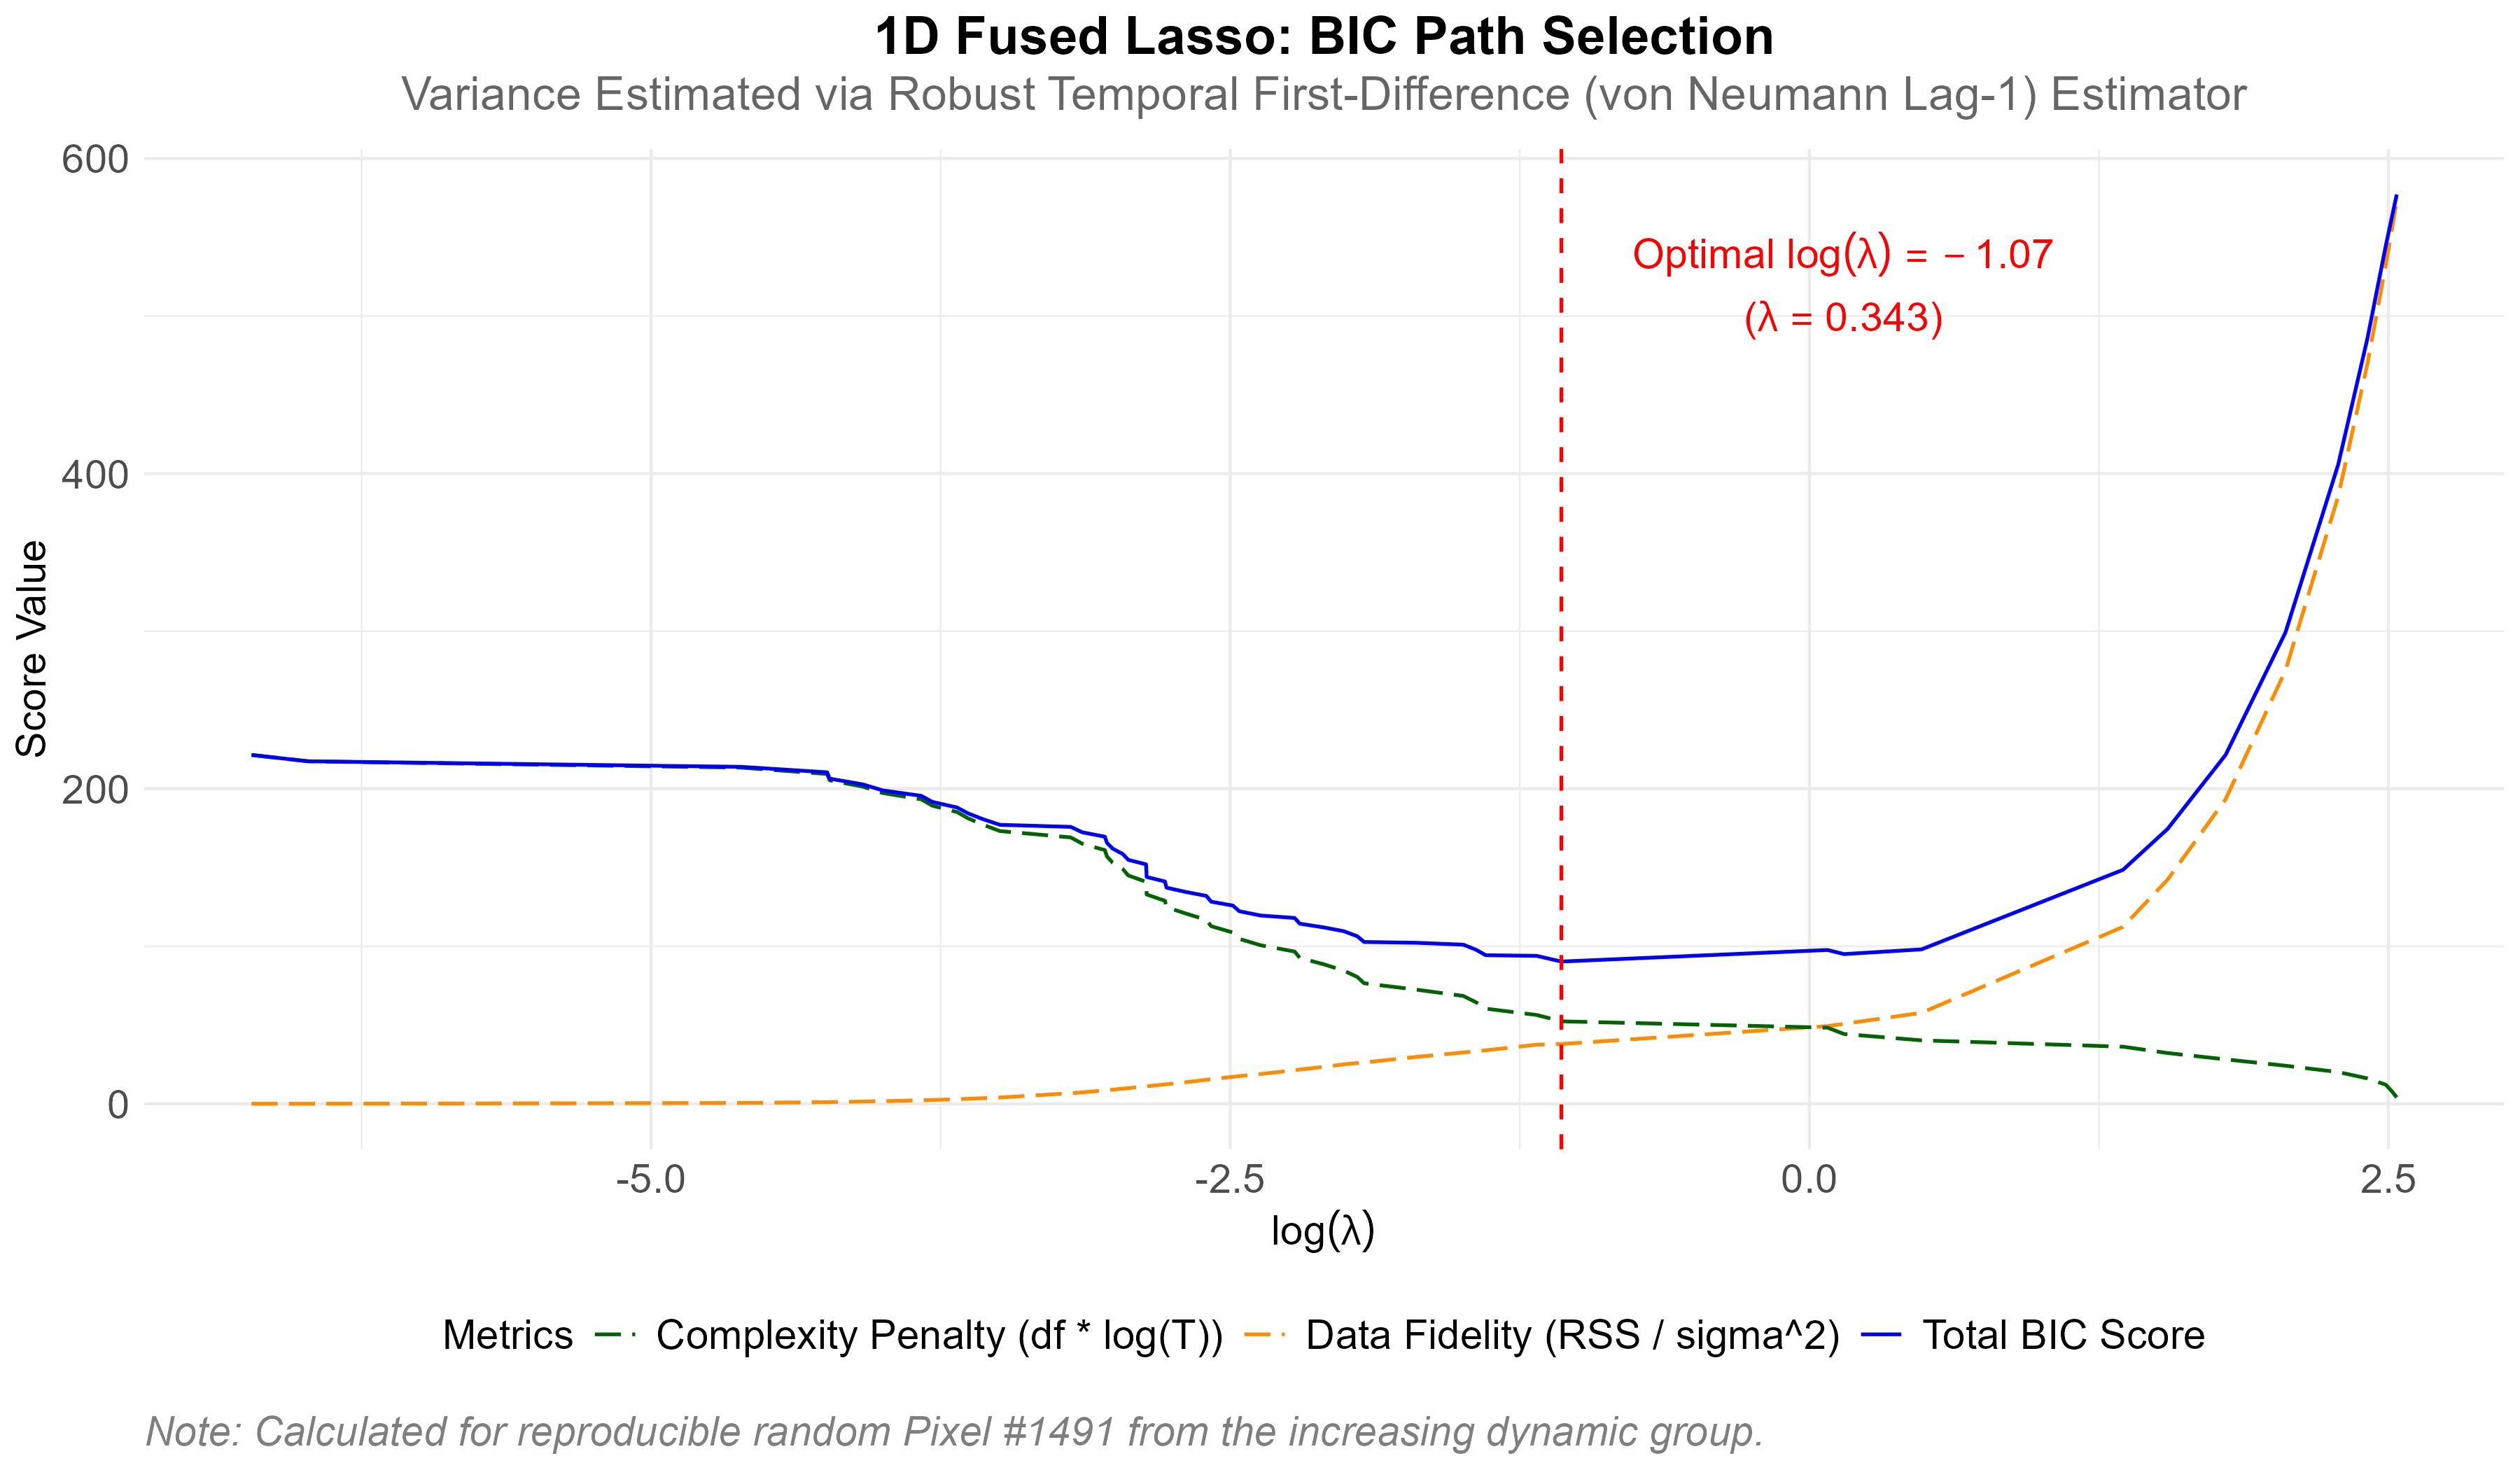 1D Fused Lasso: BIC Path Selection
Variance Estimated via Robust Temporal First-Difference (von Neumann Lag-1) Estimator
600
400
200
0
Score Value
Optimal log(λ) = − 1.07
(λ = 0.343)
-5.0
-2.5
0.0
2.5
log(λ)
Metrics
Complexity Penalty (df * log(T))
Data Fidelity (RSS / sigma^2)
Total BIC Score
Note: Calculated for reproducible random Pixel #1491 from the increasing dynamic group.